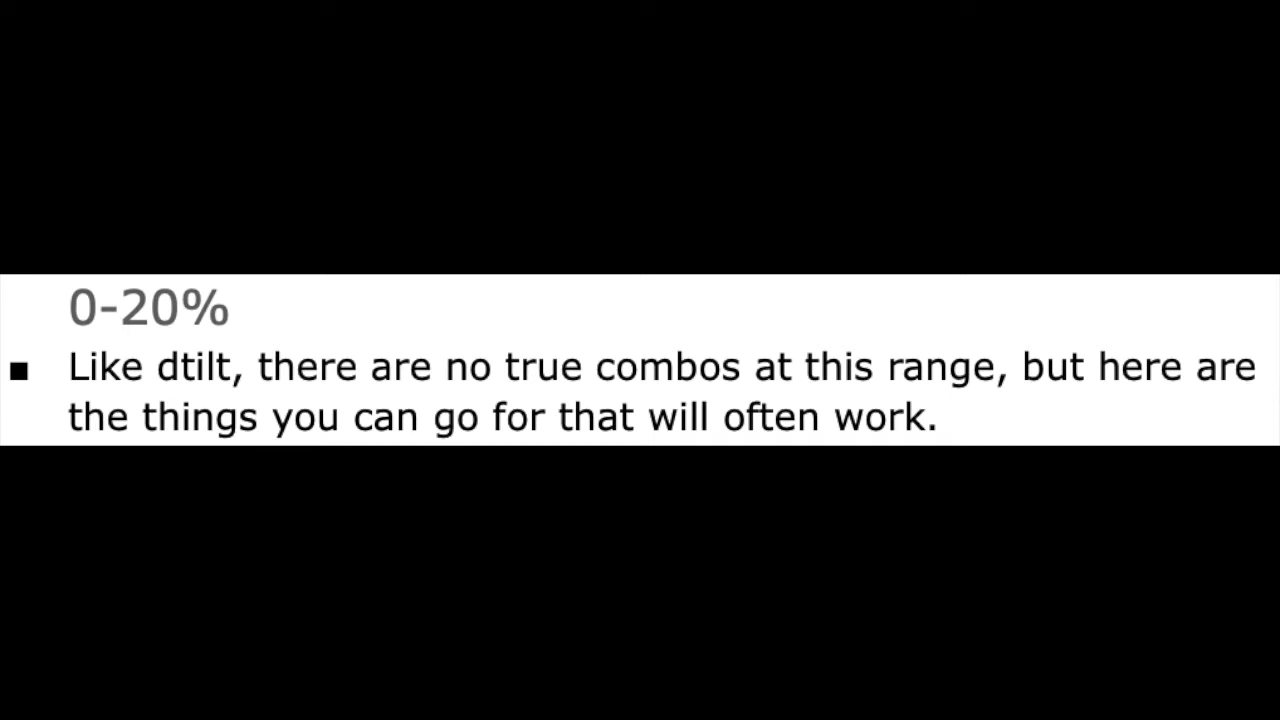 0-20%
▪ Like dtilt, there are no true combos at this range, but here are
the things you can go for that will often work.